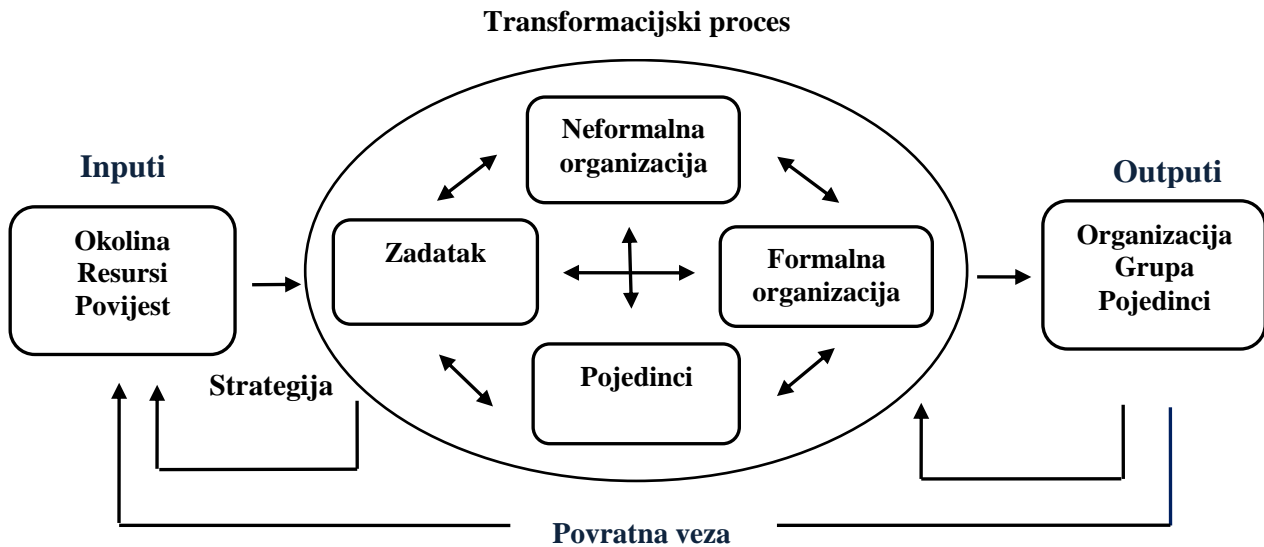 Transformacijski proces
Neformalna
organizacija
Inputi
Outputi
Okolina
Resursi
Povijest
Zadatak
Formalna
organizacija
Organizacija
Grupa
Pojedinci
Strategija
Pojedinci
Povratna veza